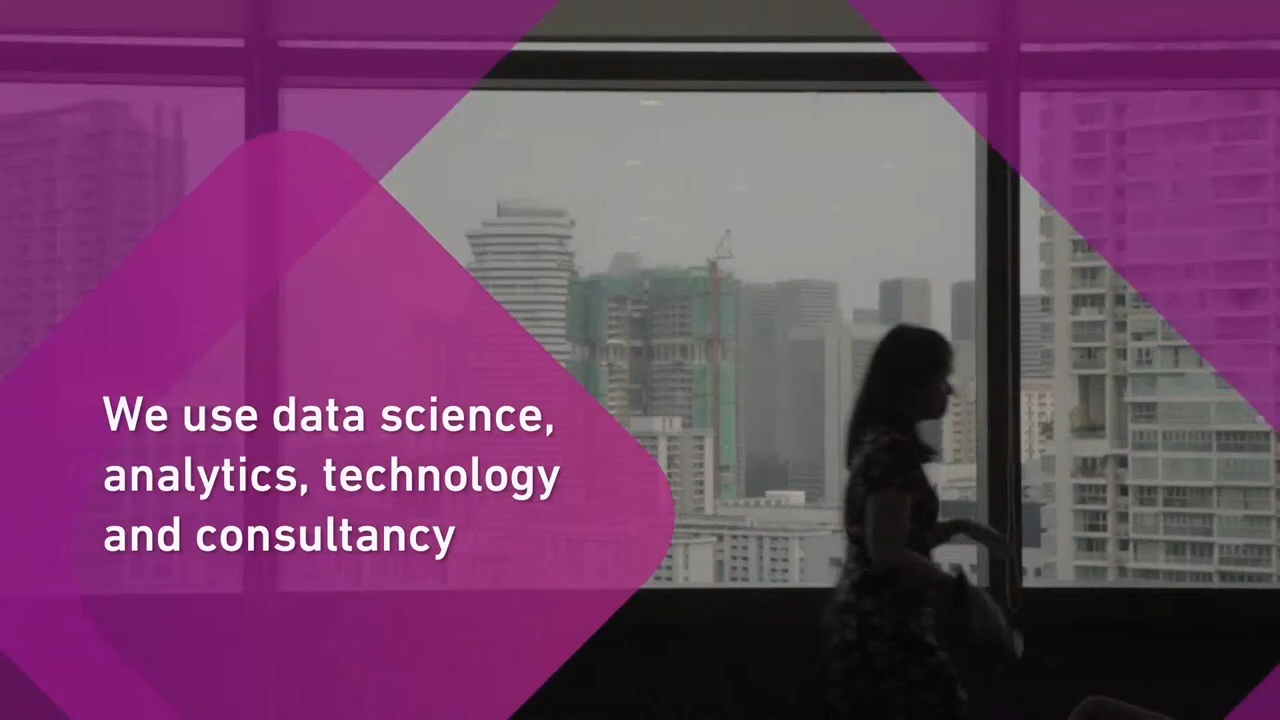 We use data science,
analytics, technology
and consultancy